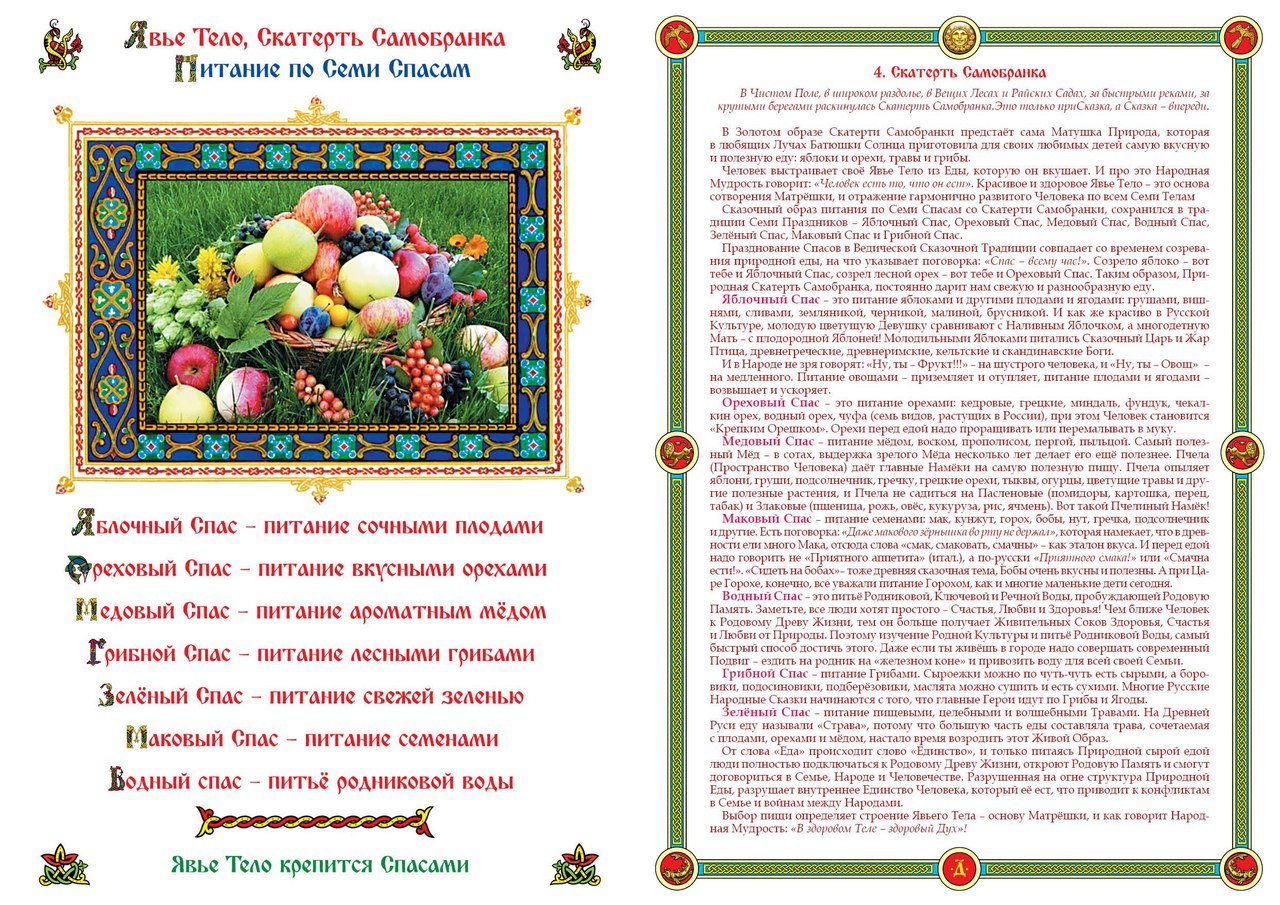 Явье Тело, Скатерть Самобранка
Питание по Семи Спасам
Яблочный Спас – питание сочными плодами
Ореховый Спас – питание вкусными орехами
Медовый Спас – питание ароматным мёдом
Грибной Спас – питание лесными грибами
Зелёный Спас – питание свежей зеленью
Маковый Спас – питание семенами
Водный спас – питьё родниковой воды
Явье Тело крепится Спасами
4. Скатерть Самобранка
В Чистом Поле, в широком раздолье, в Вещих Лесах и Райских Садах, за быстрыми реками, за
крутыми берегами раскинулась Скатерть Самобранка.Это только приСказка, а Сказка – впереди.
В Золотом образе Скатерти Самобранки предстаёт сама Матушка Природа, которая
в любящих Лучах Батюшки Солнца приготовила для своих любимых детей самую вкусную
и полезную еду: яблоки и орехи, травы и грибы.
Человек выстраивает своё Явье Тело из Еды, которую он вкушает. И про это Народная
Мудрость говорит: «Человек есть то, что он ест». Красивое и здоровое Явье Тело – это основа
сотворения Матрёшки, и отражение гармонично развитого Человека по всем Семи Телам
Сказочный образ питания по Семи Спасам со Скатерти Самобранки, сохранился в тра-
диции Семи Праздников – Яблочный Спас, Ореховый Спас, Медовый Спас, Водный Спас,
Зелёный Спас, Маковый Спас и Грибной Спас.
Празднование Спасов в Ведической Сказочной Традиции совпадает со временем созрева-
ния природной еды, на что указывает поговорка: «Спас – всему час!». Созрело яблоко – вот
тебе и Яблочный Спас, созрел лесной орех – вот тебе и Ореховый Спас. Таким образом, При-
родная Скатерть Самобранка, постоянно дарит нам свежую и разнообразную еду.
Яблочный Спас – это питание яблоками и другими плодами и ягодами: грушами, виш-
нями, сливами, земляникой, черникой, малиной, брусникой. И как же красиво в Русской
Культуре, молодую цветущую Девушку сравнивают с Наливным Яблочком, а многодетную
Мать – с плодородной Яблоней! Молодильными Яблоками питались Сказочный Царь и Жар
Птица, древнегреческие, древнеримские, кельтские и скандинавские Боги.
И в Народе не зря говорят: «Ну, ты – Фрукт!!!» – на шустрого человека, и «Ну, ты – Овощ» –
на медленного. Питание овощами – приземляет и отупляет, питание плодами и ягодами –
возвышает и ускоряет.
Ореховый Спас – это питание орехами: кедровые, грецкие, миндаль, фундук, чекал-
кин орех, водный орех, чуфа (семь видов, растущих в России), при этом Человек становится
«Крепким Орешком». Орехи перед едой надо проращивать или перемалывать в муку.
Медовый Спас – питание мёдом, воском, прополисом, пергой, пыльцой. Самый полез-
ный Мёд – в сотах, выдержка зрелого Мёда несколько лет делает его ещё полезнее. Пчела
(Пространство Человека) даёт главные Намёки на самую полезную пищу. Пчела опыляет
яблони, груши, подсолнечник, гречку, грецкие орехи, тыквы, огурцы, цветущие травы и дру-
гие полезные растения, и Пчела не садиться на Пасленовые (помидоры, картошка, перец,
табак) и Злаковые (пшеница, рожь, овёс, кукуруза, рис, ячмень). Вот такой Пчелиный Намёк!
Маковый Спас – питание семенами: мак, кунжут, горох, бобы, нут, гречка, подсолнечник
и другие. Есть поговорка: «Даже макового зёрнышка во рту не держал», которая намекает, что в древ-
ности ели много Мака, отсюда слова «смак, смаковать, смачны» – как эталон вкуса. И перед едой
надо говорить не «Приятного аппетита» (итал.), а по-русски «Приятного смака!» или «Смачна
ести!». «Сидеть на бобах»– тоже древняя сказочная тема, Бобы очень вкусны и полезны. А при Ца-
ре Горохе, конечно, все уважали питание Горохом, как и многие маленькие дети сегодня.
Водный Спас – это питьё Родниковой, Ключевой и Речной Воды, пробуждающей Родовую
Память. Заметьте, все люди хотят простого – Счастья, Любви и Здоровья! Чем ближе Человек
к Родовому Древу Жизни, тем он больше получает Живительных Соков Здоровья, Счастья
и Любви от Природы. Поэтому изучение Родной Культуры и питьё Родниковой Воды, самый
быстрый способ достичь этого. Даже если ты живёшь в городе надо совершать современный
Подвиг – ездить на родник на «железном коне» и привозить воду для всей своей Семьи.
Грибной Спас – питание Грибами. Сыроежки можно по чуть-чуть есть сырыми, а боро-
вики, подосиновики, подберёзовики, маслята можно сушить и есть сухими. Многие Русские
Народные Сказки начинаются с того, что главные Герои идут по Грибы и Ягоды.
Зелёный Спас – питание пищевыми, целебными и волшебными Травами. На Древней
Руси еду называли «Страва», потому что большую часть еды составляла трава, сочетаемая
с плодами, орехами и мёдом, настало время возродить этот Живой Образ.
От слова «Еда» происходит слово «Единство», и только питаясь Природной сырой едой
люди полностью подключаться к Родовому Древу Жизни, откроют Родовую Память и смогут
договориться в Семье, Народе и Человечестве. Разрушенная на огне структура Природной
Еды, разрушает внутреннее Единство Человека, который её ест, что приводит к конфликтам
в Семье и войнам между Народами.
Выбор пищи определяет строение Явьего Тела – основу Матрёшки, и как говорит Народ-
ная Мудрость: «В здоровом Теле – здоровый Дух»!
·Д҃·